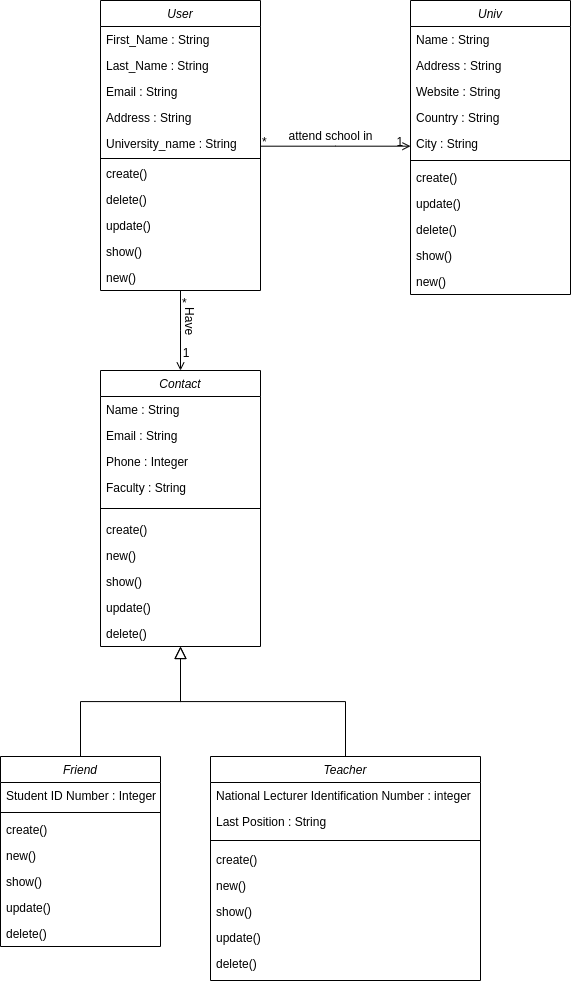 User
First_Name : String
Last_Name : String
Email : String
Address : String
University_name : String
create()
delete()
update()
show()
new()
* attend school in 1
Univ
Name : String
Address : String
Website : String
Country : String
City : String
create()
update()
delete()
show()
new()
*
Have
1
Contact
Name : String
Email : String
Phone : Integer
Faculty : String
create()
new()
show()
update()
delete()
Friend
Student ID Number : Integer
create()
new()
show()
update()
delete()
Teacher
National Lecturer Identification Number : integer
Last Position : String
create()
new()
show()
update()
delete()